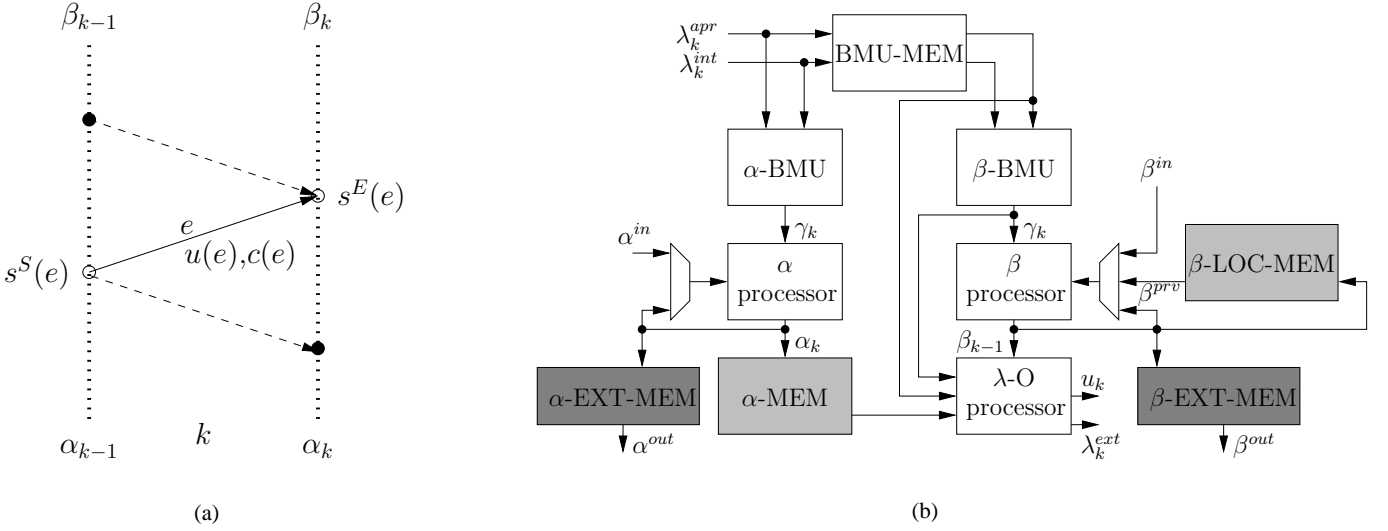 β_{k−1}
β_k
s^E(e)
e
u(e),c(e)
s^S(e)
α_{k−1}
k
α_k
(a)
λ_k^{apr}
λ_k^{int}
BMU-MEM
α-BMU
β-BMU
β^{in}
γ_k
γ_k
α^{in}
α
processor
β
processor
β-LOC-MEM
β^{prv}
α_k
β_{k−1}
α-EXT-MEM
α-MEM
λ-O
processor
u_k
β-EXT-MEM
α^{out}
λ_k^{ext}
β^{out}
(b)